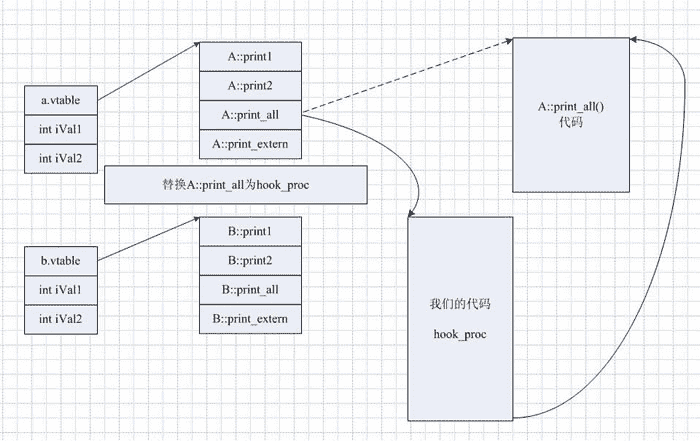 a.vtable
int iVal1
int iVal2
A::print1
A::print2
A::print_all
A::print_extern
A::print_all()
代码
替换A::print_all为hook_proc
b.vtable
int iVal1
int iVal2
B::print1
B::print2
B::print_all
B::print_extern
我们的代码
hook_proc